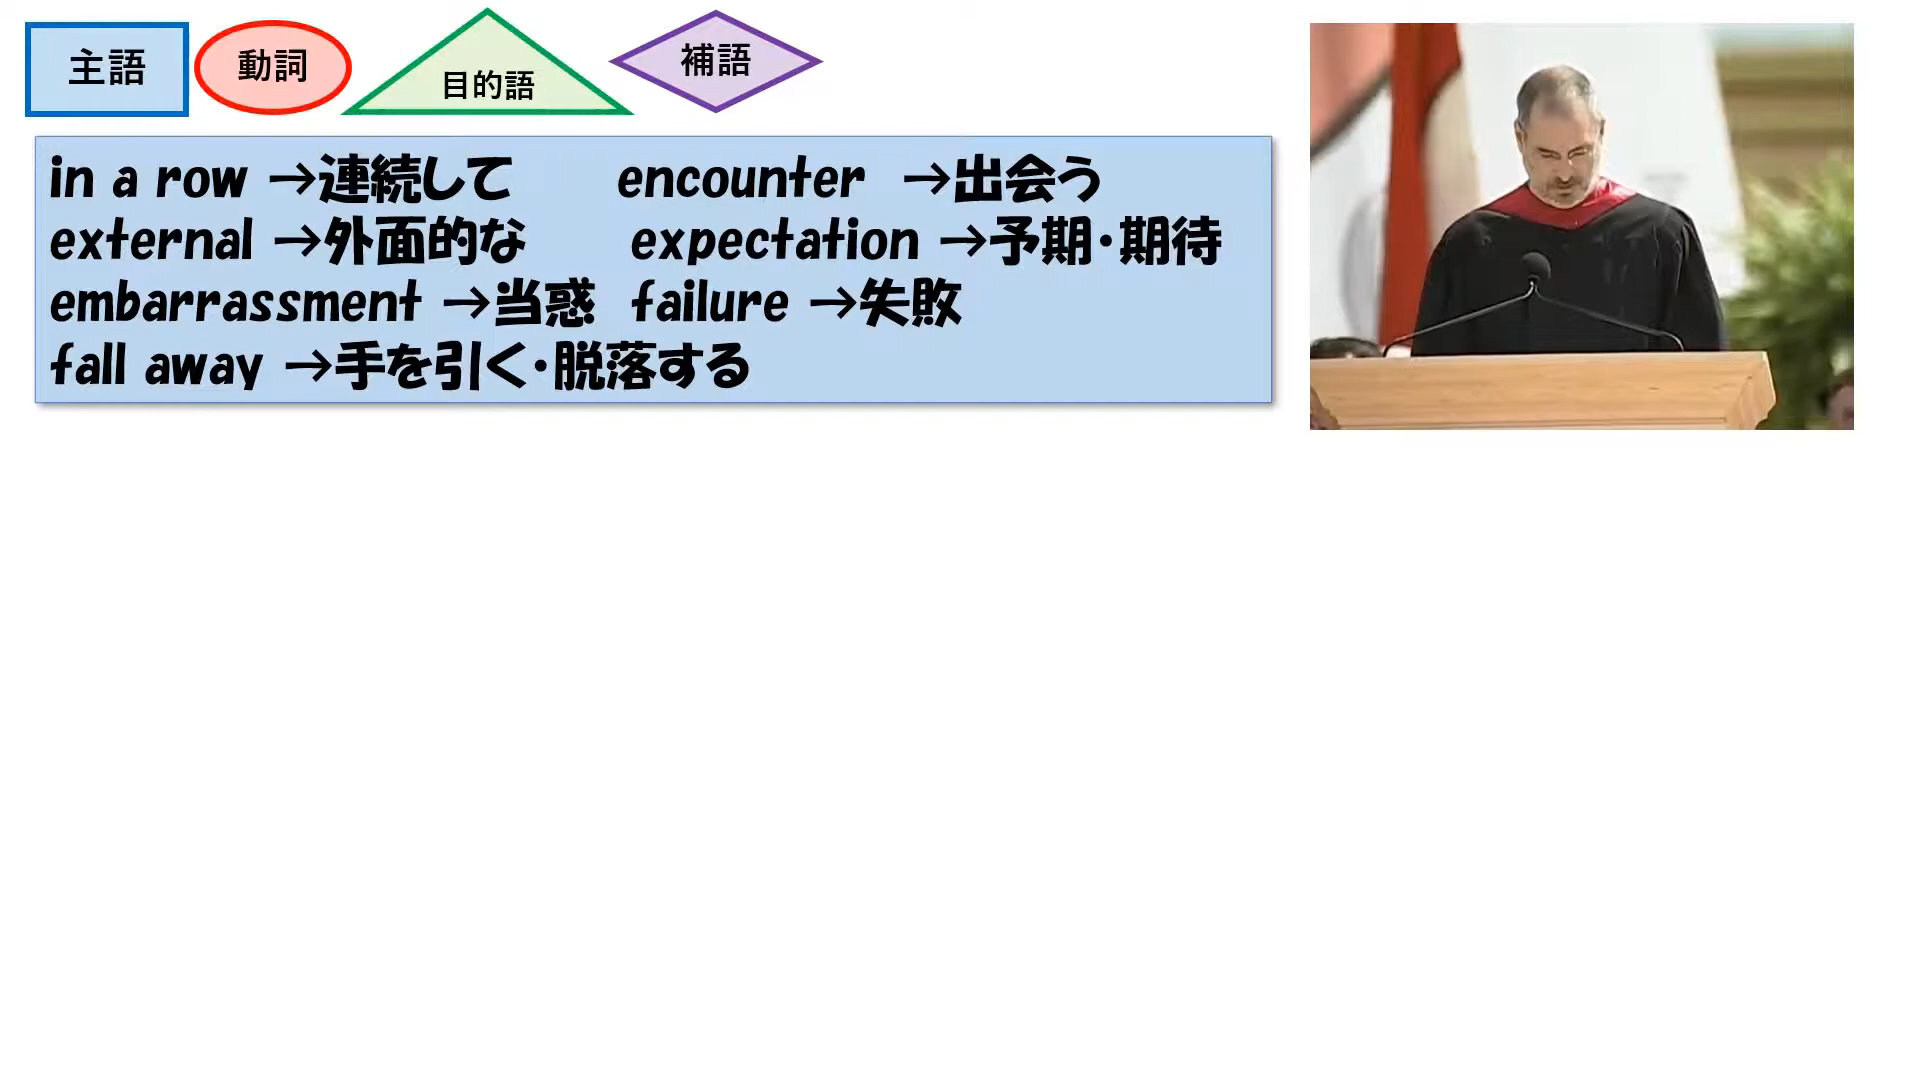 主語 動詞 目的語 補語
in a row →連続して encounter →出会う
external →外面的な expectation →予期・期待
embarrassment →当惑 failure →失敗
fall away →手を引く・脱落する